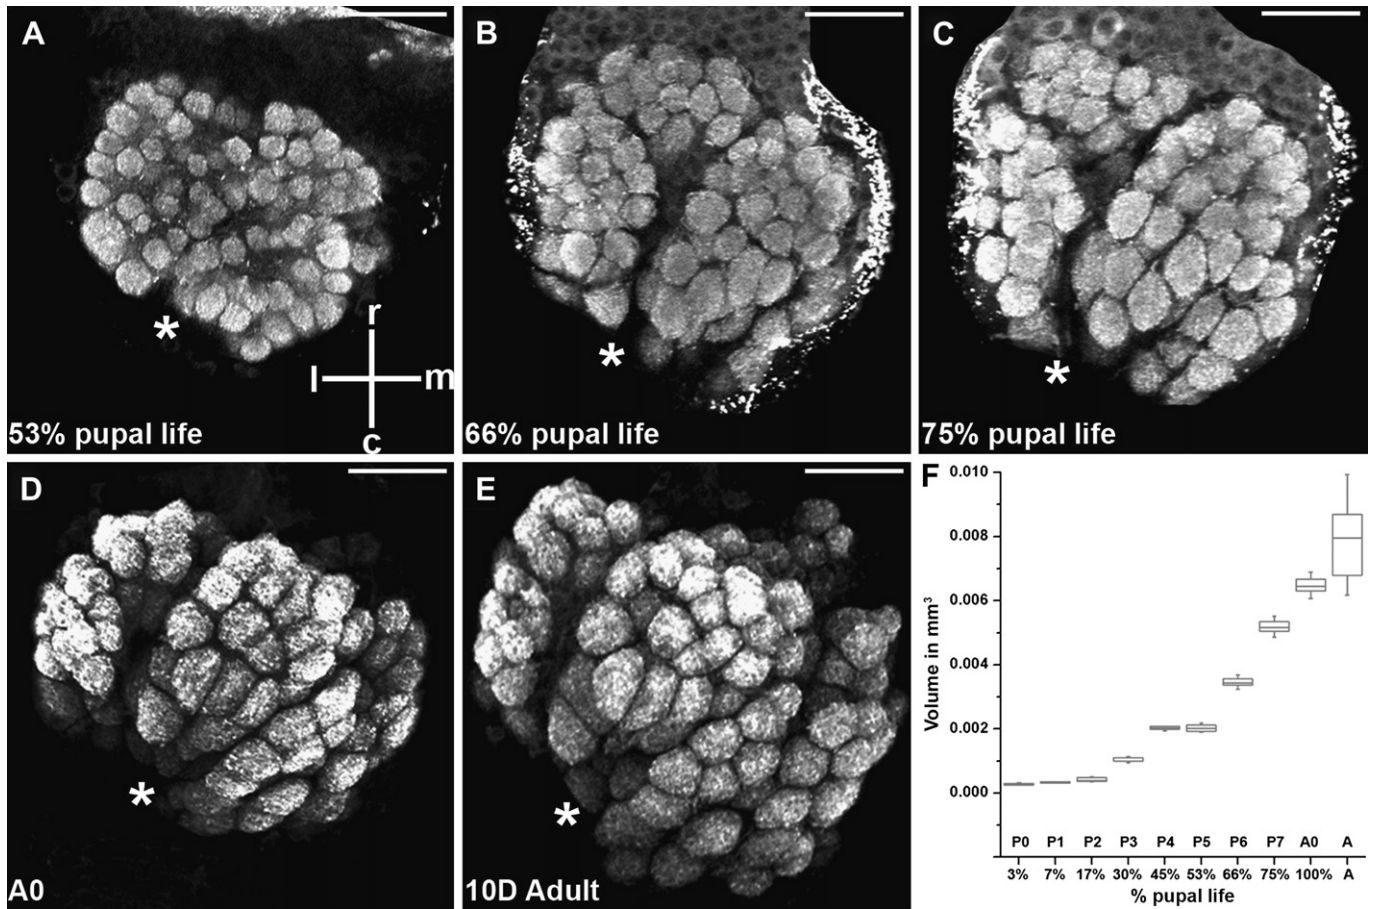 A
B
C
*
*
*
r
l
m
c
53% pupal life
66% pupal life
75% pupal life
D
E
F
*
*
A0
10D Adult
Volume in mm³
0.010
0.008
0.006
0.004
0.002
0.000
P0 P1 P2 P3 P4 P5 P6 P7 A0 A
3% 7% 17% 30% 45% 53% 66% 75% 100% A
% pupal life